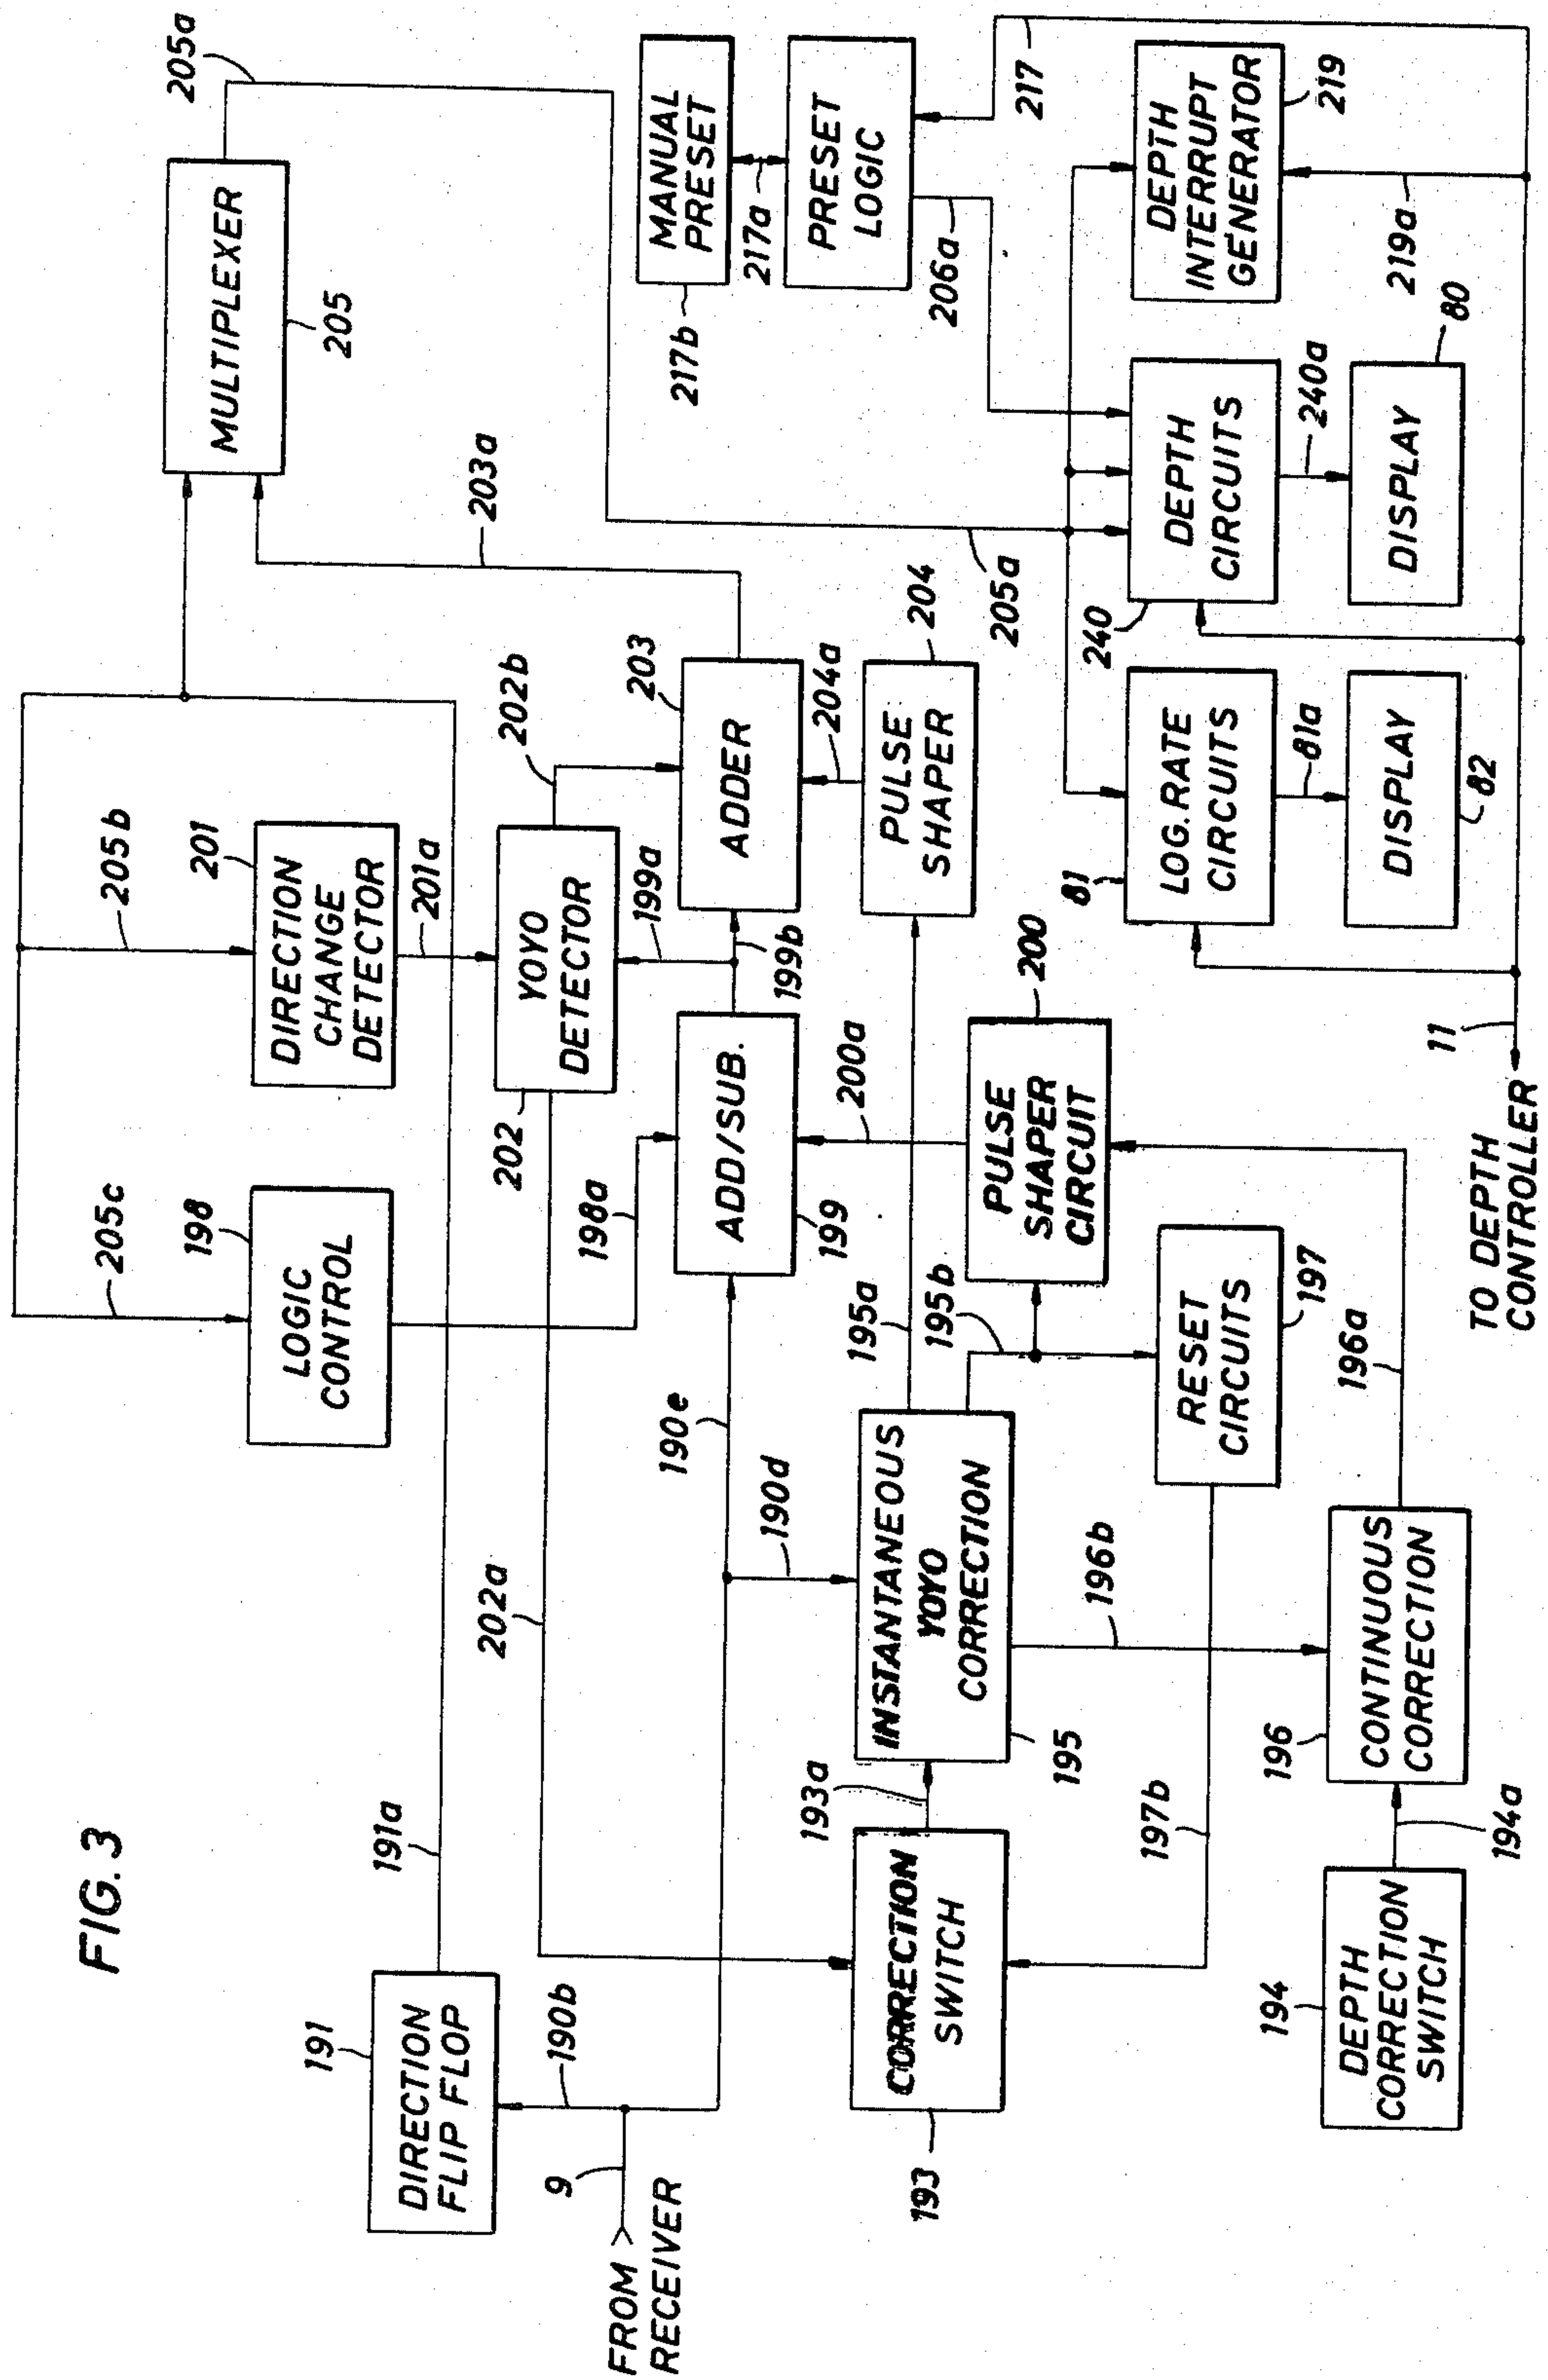 FIG. 3
FROM
RECEIVER
9
190b
191
DIRECTION
FLIP FLOP
191a
205c
198
LOGIC
CONTROL
198a
205b
201
DIRECTION
CHANGE
DETECTOR
201a
202
YOYO
DETECTOR
202a
202b
199a
199b
190e
190d
ADD/SUB.
199
200a
203
ADDER
203a
204a
204
PULSE
SHAPER
MULTIPLEXER
205
205a
193
CORRECTION
SWITCH
193a
INSTANTANEOUS
YOYO
CORRECTION
195
195a
195b
196b
200
PULSE
SHAPER
CIRCUIT
RESET
CIRCUITS
197
197b
194
DEPTH
CORRECTION
SWITCH
194a
196
CONTINUOUS
CORRECTION
196a
MANUAL
PRESET
217b
217a
PRESET
LOGIC
206a
217
205a
81
LOG.RATE
CIRCUITS
81a
DISPLAY
82
240
DEPTH
CIRCUITS
240a
DISPLAY
80
DEPTH
INTERRUPT
GENERATOR
219
219a
11
TO DEPTH
CONTROLLER